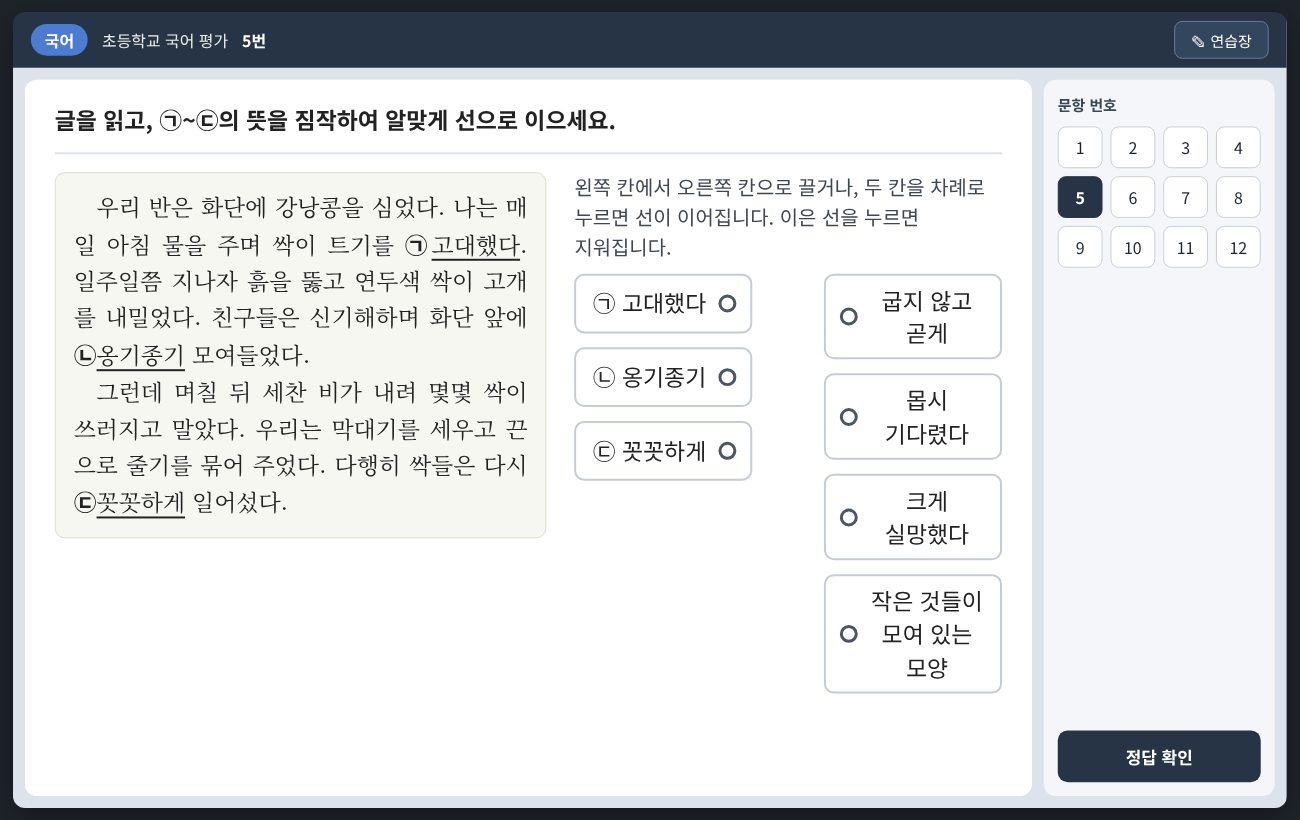 국어 초등학교 국어 평가 5번
✎ 연습장
글을 읽고, ㉠~㉢의 뜻을 짐작하여 알맞게 선으로 이으세요.
우리 반은 화단에 강낭콩을 심었다. 나는 매
일 아침 물을 주며 싹이 트기를 ㉠고대했다.
일주일쯤 지나자 흙을 뚫고 연두색 싹이 고개
를 내밀었다. 친구들은 신기해하며 화단 앞에
㉡옹기종기 모여들었다.
그런데 며칠 뒤 세찬 비가 내려 몇몇 싹이
쓰러지고 말았다. 우리는 막대기를 세우고 끈
으로 줄기를 묶어 주었다. 다행히 싹들은 다시
㉢꼿꼿하게 일어섰다.
왼쪽 칸에서 오른쪽 칸으로 끌거나, 두 칸을 차례로
누르면 선이 이어집니다. 이은 선을 누르면
지워집니다.
㉠ 고대했다
㉡ 옹기종기
㉢ 꼿꼿하게
굽지 않고
곧게
몹시
기다렸다
크게
실망했다
작은 것들이
모여 있는
모양
문항 번호
1 2 3 4
5 6 7 8
9 10 11 12
정답 확인